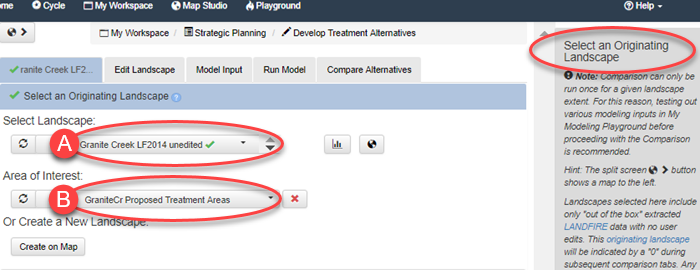 ome Cycle My Workspace Map Studio Playground Help
My Workspace / Strategic Planning / Develop Treatment Alternatives
ranite Creek LF2... Edit Landscape Model Input Run Model Compare Alternatives
Select an Originating Landscape ?
Select Landscape:
A Granite Creek LF2014 unedited
Area of Interest:
B GraniteCr Proposed Treatment Areas
Or Create a New Landscape:
Create on Map
Select an Originating
Landscape
Note: Comparison can only be
run once for a given landscape
extent. For this reason, testing out
various modeling inputs in My
Modeling Playground before
proceeding with the Comparison
is recommended.
Hint: The split screen > button
shows a map to the left.
Landscapes selected here include
only "out of the box" extracted
LANDFIRE data with no user
edits. This originating landscape
will be indicated by a "0" during
subsequent comparison tabs. Any